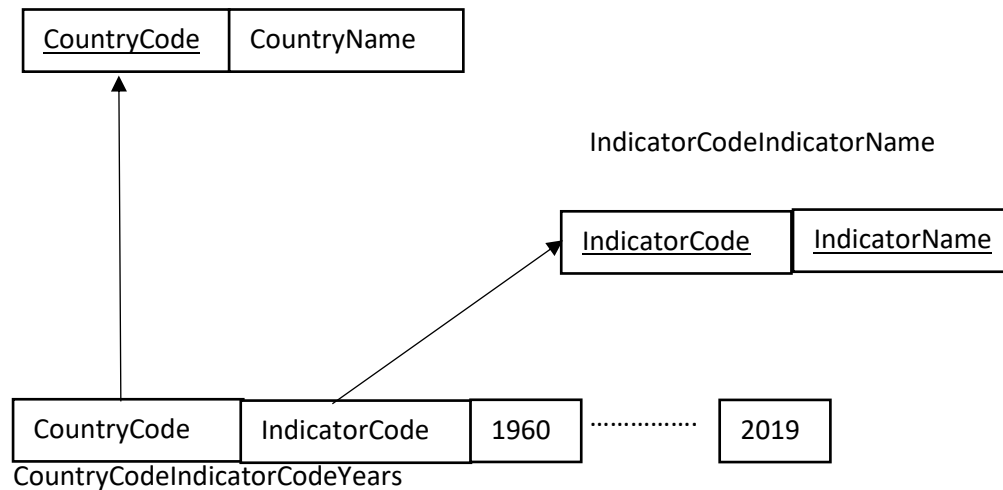 CountryCode CountryName
IndicatorCodeIndicatorName
IndicatorCode IndicatorName
CountryCode IndicatorCode 1960 ................ 2019
CountryCodeIndicatorCodeYears